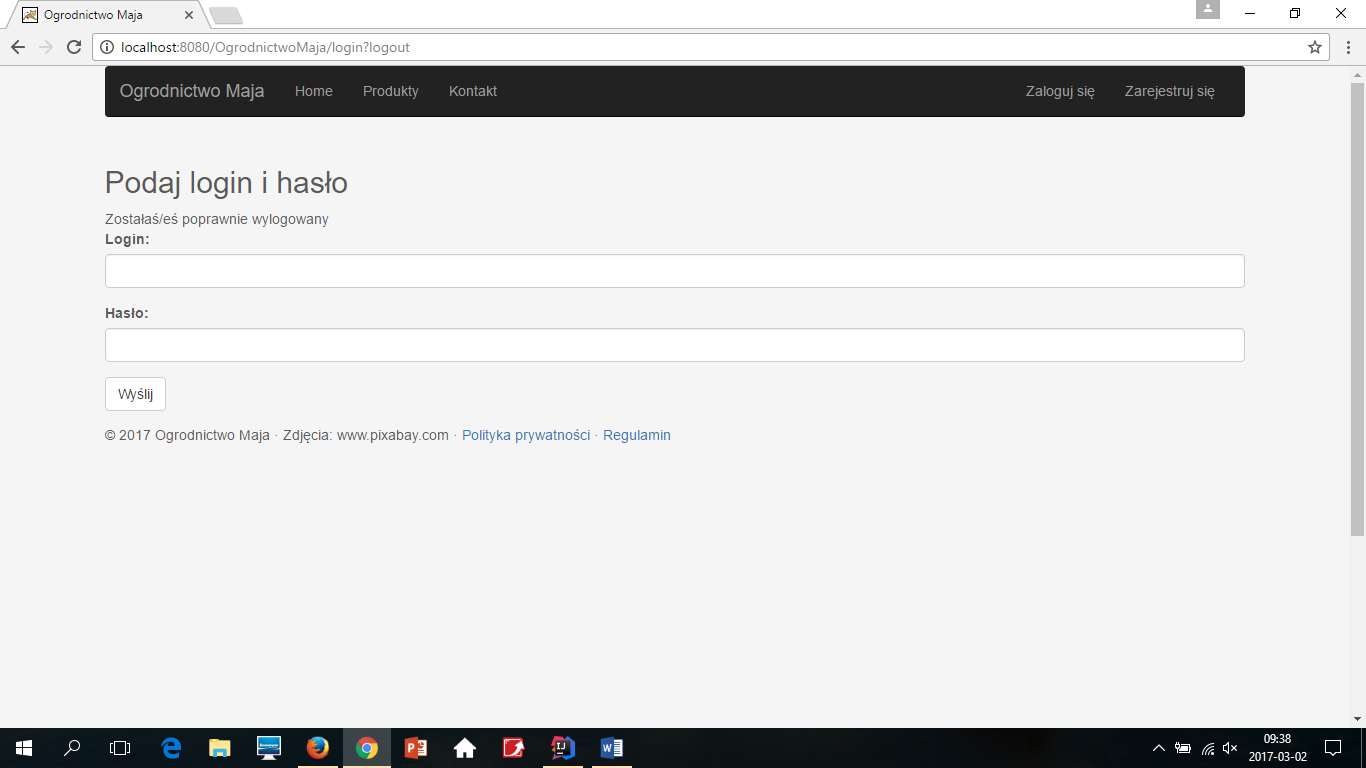 Ogrodnictwo Maja
localhost:8080/OgrodnictwoMaja/login?logout
Ogrodnictwo Maja Home Produkty Kontakt Zaloguj się Zarejestruj się
Podaj login i hasło
Zostałaś/eś poprawnie wylogowany
Login:
Hasło:
Wyślij
© 2017 Ogrodnictwo Maja · Zdjęcia: www.pixabay.com · Polityka prywatności · Regulamin
09:38
2017-03-02